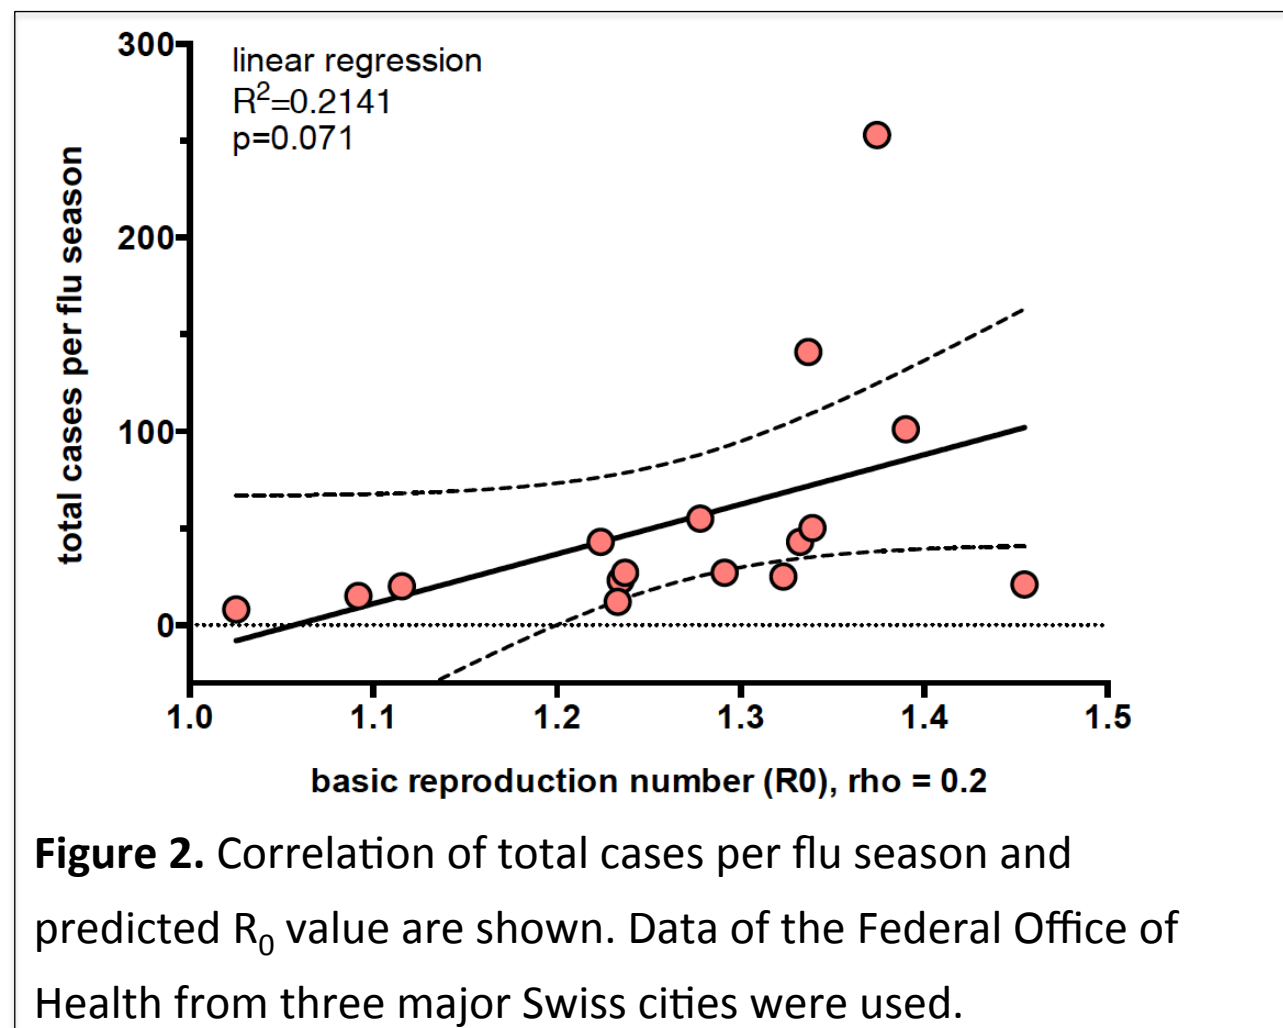 300
linear regression
R²=0.2141
p=0.071
200
100
0
total cases per flu season
1.0 1.1 1.2 1.3 1.4 1.5
basic reproduction number (R0), rho = 0.2
Figure 2. Correlation of total cases per flu season and
predicted R₀ value are shown. Data of the Federal Office of
Health from three major Swiss cities were used.